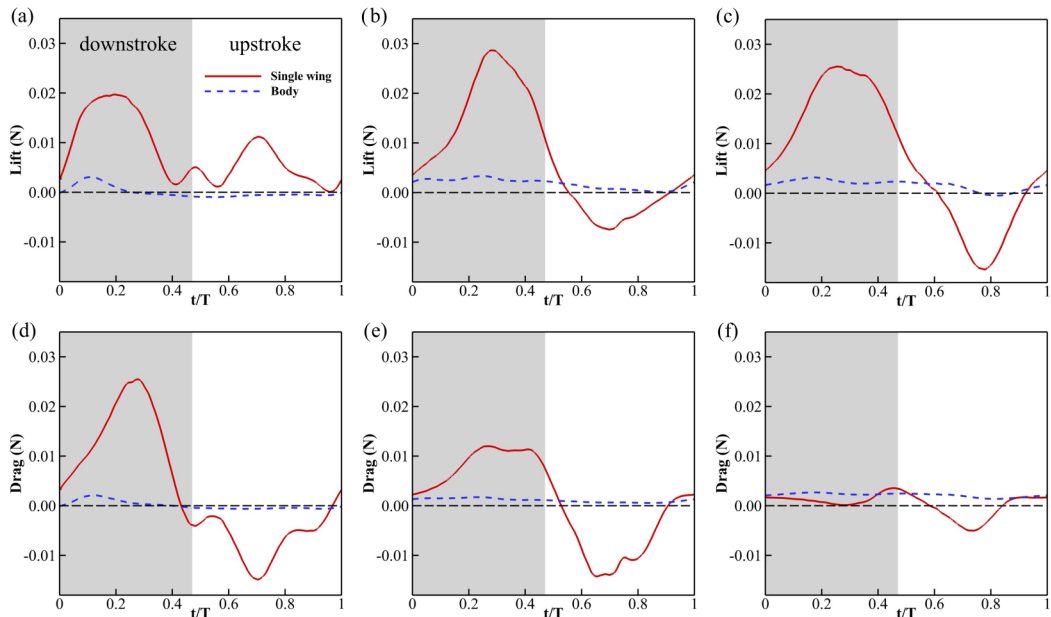 (a) (b) (c)
downstroke upstroke
Single wing
Body
Lift (N) Lift (N) Lift (N)
0.03 0.03 0.03
0.02 0.02 0.02
0.01 0.01 0.01
0.00 0.00 0.00
-0.01 -0.01 -0.01
0 0.2 0.4 0.6 0.8 1 0 0.2 0.4 0.6 0.8 1 0 0.2 0.4 0.6 0.8 1
t/T t/T t/T
(d) (e) (f)
Drag (N) Drag (N) Drag (N)
0.03 0.03 0.03
0.02 0.02 0.02
0.01 0.01 0.01
0.00 0.00 0.00
-0.01 -0.01 -0.01
0 0.2 0.4 0.6 0.8 1 0 0.2 0.4 0.6 0.8 1 0 0.2 0.4 0.6 0.8 1
t/T t/T t/T